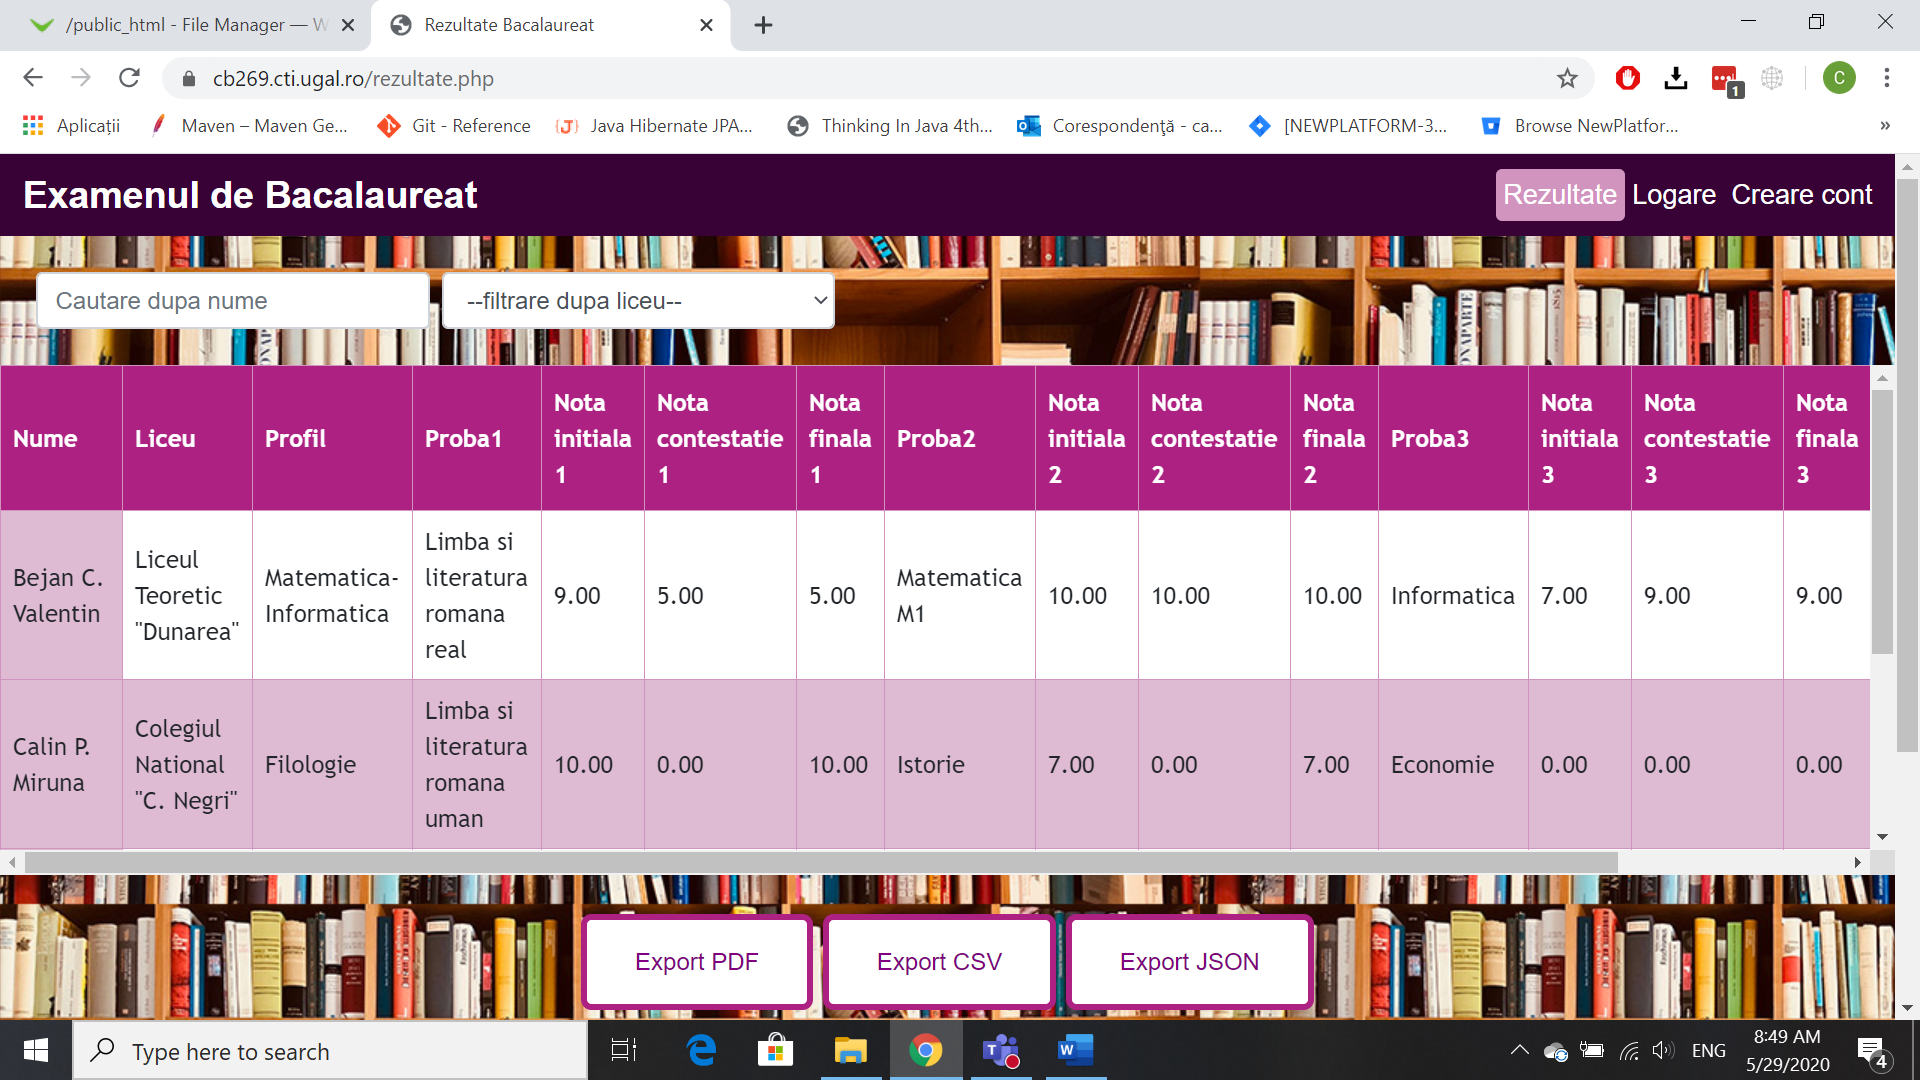 /public_html - File Manager — W
Rezultate Bacalaureat
cb269.cti.ugal.ro/rezultate.php
1
C
Aplicații
Maven – Maven Ge...
Git - Reference
{J}
Java Hibernate JPA...
Thinking In Java 4th...
Corespondență - ca...
[NEWPLATFORM-3...
Browse NewPlatfor...
»
Examenul de Bacalaureat
Rezultate
Logare
Creare cont
Cautare dupa nume
--filtrare dupa liceu--
Nume
Liceu
Profil
Proba1
Nota
initiala
1
Nota
contestatie
1
Nota
finala
1
Proba2
Nota
initiala
2
Nota
contestatie
2
Nota
finala
2
Proba3
Nota
initiala
3
Nota
contestatie
3
Nota
finala
3
Bejan C.
Valentin
Liceul
Teoretic
"Dunarea"
Matematica-
Informatica
Limba si
literatura
romana
real
9.00
5.00
5.00
Matematica
M1
10.00
10.00
10.00
Informatica
7.00
9.00
9.00
Calin P.
Miruna
Colegiul
National
"C. Negri"
Filologie
Limba si
literatura
romana
uman
10.00
0.00
10.00
Istorie
7.00
0.00
7.00
Economie
0.00
0.00
0.00
Export PDF
Export CSV
Export JSON
Type here to search
ENG
8:49 AM
5/29/2020
4